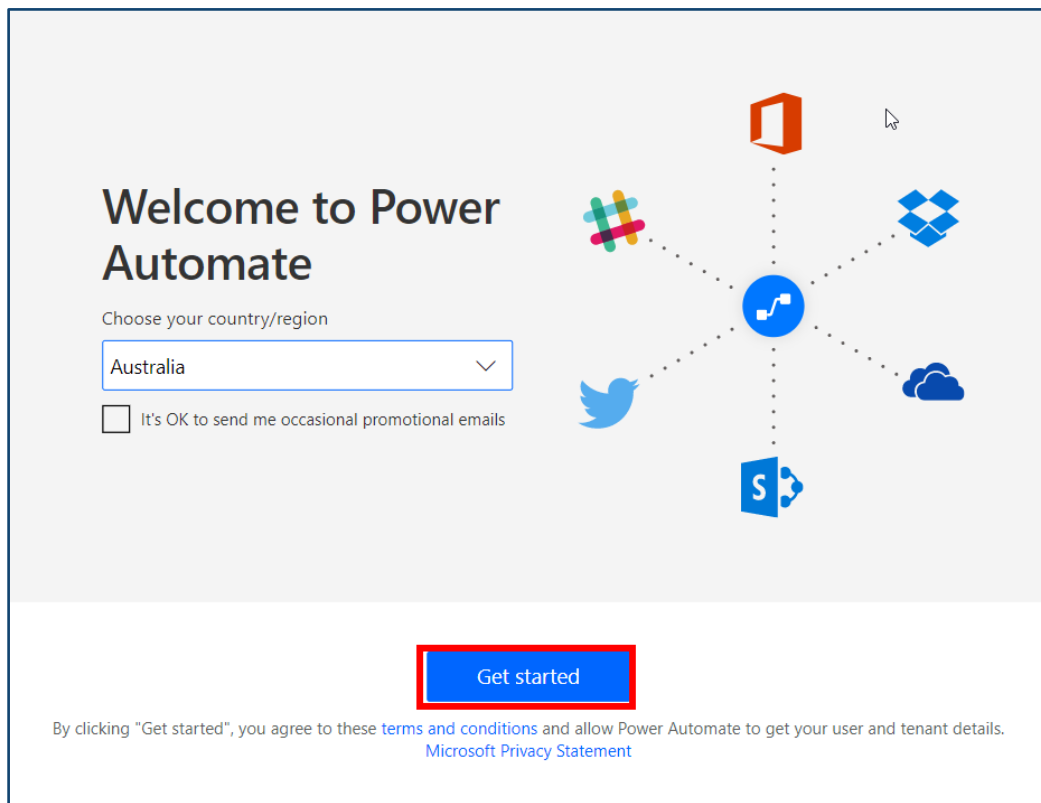 Welcome to Power
Automate
Choose your country/region
Australia
It's OK to send me occasional promotional emails
S
Get started
By clicking "Get started", you agree to these terms and conditions and allow Power Automate to get your user and tenant details.
Microsoft Privacy Statement